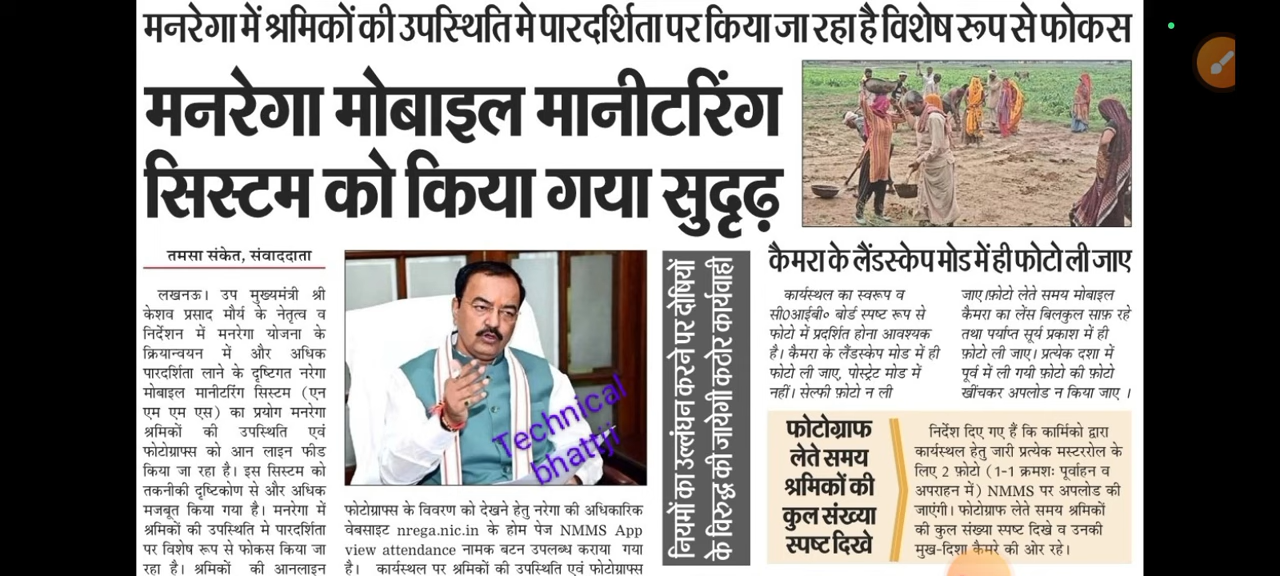 मनरेगा में श्रमिकों की उपस्थिति मे पारदर्शिता पर किया जा रहा है विशेष रूप से फोकस
मनरेगा मोबाइल मानीटरिंग
सिस्टम को किया गया सुदृढ़
तमसा संकेत, संवाददाता
लखनऊ। उप मुख्यमंत्री श्री
केशव प्रसाद मौर्य के नेतृत्व व
निर्देशन में मनरेगा योजना के
क्रियान्वयन में और अधिक
पारदर्शिता लाने के दृष्टिगत नरेगा
मोबाइल मानीटरिंग सिस्टम (एन
एम एम एस) का प्रयोग मनरेगा
श्रमिकों की उपस्थिति एवं
फोटोग्राफ्स को आन लाइन फीड
किया जा रहा है। इस सिस्टम को
तकनीकी दृष्टिकोण से और अधिक
मजबूत किया गया है। मनरेगा में
श्रमिकों की उपस्थिति मे पारदर्शिता
पर विशेष रूप से फोकस किया जा
रहा है। श्रमिकों की आनलाइन
Technical
bhattji
फोटोग्राफ्स के विवरण को देखने हेतु नरेगा की अधिकारिक
वेबसाइट nrega.nic.in के होम पेज NMMS App
view attendance नामक बटन उपलब्ध कराया गया
है। कार्यस्थल पर श्रमिकों की उपस्थिति एवं फोटोग्राफ्स
नियमों का उल्लंघन करने पर दोषियों
के विरुद्ध की जायेगी कठोर कार्यवाही
कैमरा के लैंडस्केप मोड में ही फोटो ली जाए
कार्यस्थल का स्वरूप व
सी0आई0बी० बोर्ड स्पष्ट रूप से
फोटो में प्रदर्शित होना आवश्यक
है। कैमरा के लैंडस्केप मोड में ही
फोटो ली जाए, पोस्ट्रेट मोड में
नहीं। सेल्फी फ़ोटो न ली
जाए।फ़ोटो लेते समय मोबाइल
कैमरा का लेंस बिलकुल साफ़ रहे
तथा पर्याप्त सूर्य प्रकाश में ही
फ़ोटो ली जाए। प्रत्येक दशा में
पूर्व में ली गयी फ़ोटो की फ़ोटो
खींचकर अपलोड न किया जाए ।
फोटोग्राफ
लेते समय
श्रमिकों की
कुल संख्या
स्पष्ट दिखे
निर्देश दिए गए हैं कि कार्मिको द्वारा
कार्यस्थल हेतु जारी प्रत्येक मस्टररोल के
लिए 2 फ़ोटो (1-1 क्रमशः पूर्वाहन व
अपराहन में) NMMS पर अपलोड की
जाएंगी। फोटोग्राफ लेते समय श्रमिकों
की कुल संख्या स्पष्ट दिखे व उनकी
मुख-दिशा कैमरे की ओर रहे।